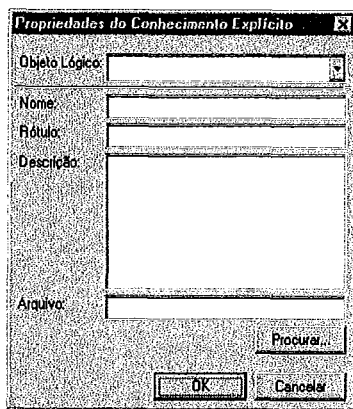 Propriedades do Conhecimento Explícito
Objeto Lógico:
Nome:
Rótulo:
Descrição:
Arquivo:
Procurar...
OK
Cancelar